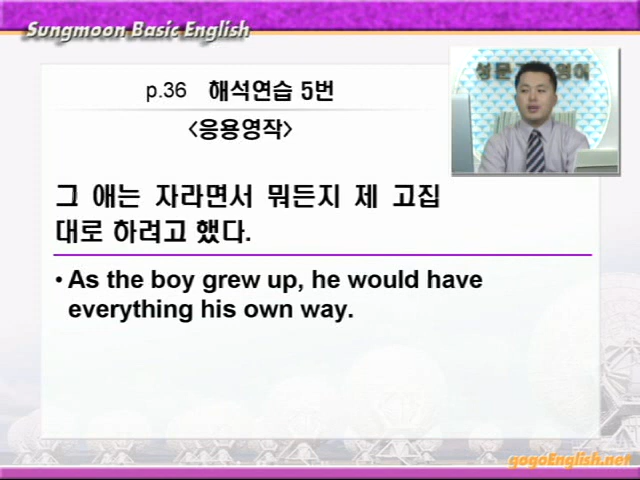 Sungmoon Basic English
p.36 해석연습 5번
<응용영작>
그 애는 자라면서 뭐든지 제 고집
대로 하려고 했다.
• As the boy grew up, he would have
everything his own way.
gogoEnglish.net